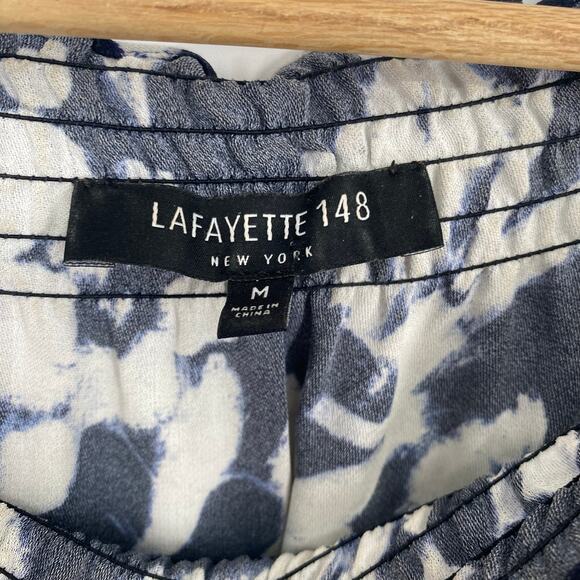 LAFAYETTE 148
NEW YORK
M
MADE IN
CHINA